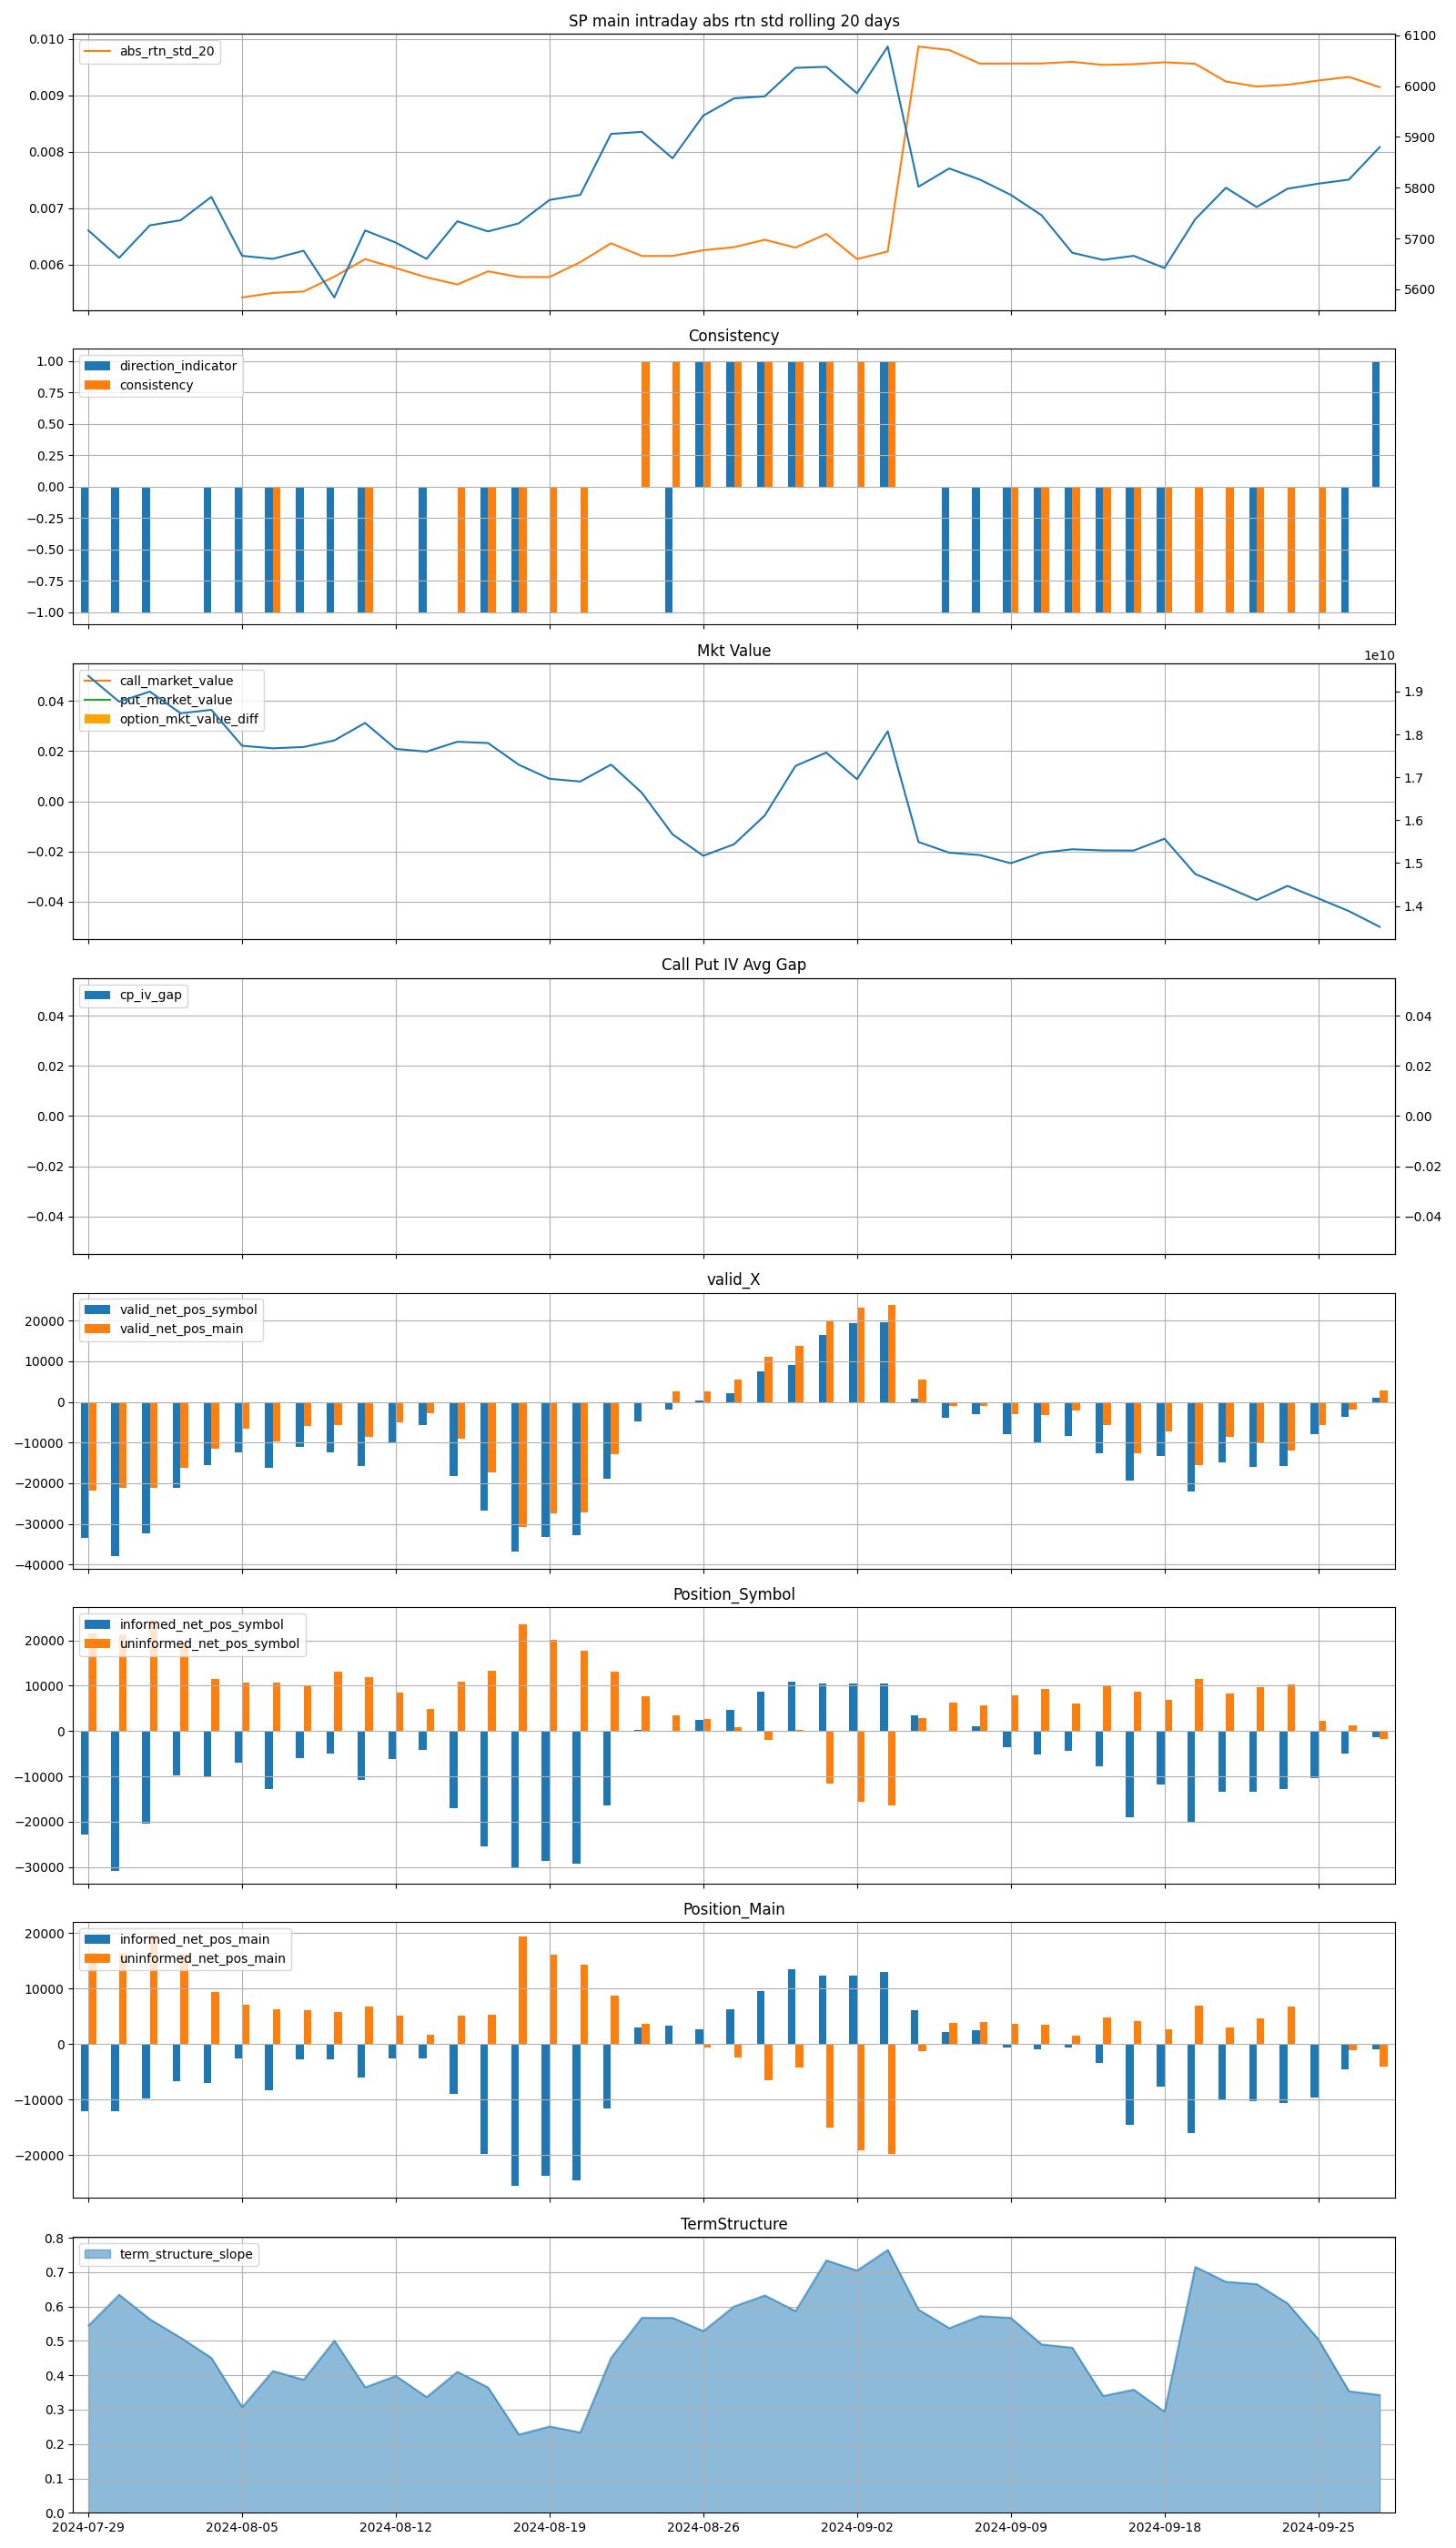 SP main intraday abs rtn std rolling 20 days
abs_rtn_std_20
0.010
0.009
0.008
0.007
0.006
6100
6000
5900
5800
5700
5600
Consistency
direction_indicator
consistency
1.00
0.75
0.50
0.25
0.00
−0.25
−0.50
−0.75
−1.00
Mkt Value
1e10
call_market_value
put_market_value
option_mkt_value_diff
0.04
0.02
0.00
−0.02
−0.04
1.9
1.8
1.7
1.6
1.5
1.4
Call Put IV Avg Gap
cp_iv_gap
0.04
0.02
0.00
−0.02
−0.04
0.04
0.02
0.00
−0.02
−0.04
valid_X
valid_net_pos_symbol
valid_net_pos_main
20000
10000
0
−10000
−20000
−30000
−40000
Position_Symbol
informed_net_pos_symbol
uninformed_net_pos_symbol
20000
10000
0
−10000
−20000
−30000
Position_Main
informed_net_pos_main
uninformed_net_pos_main
20000
10000
0
−10000
−20000
TermStructure
term_structure_slope
0.8
0.7
0.6
0.5
0.4
0.3
0.2
0.1
0.0
2024-07-29 2024-08-05 2024-08-12 2024-08-19 2024-08-26 2024-09-02 2024-09-09 2024-09-18 2024-09-25